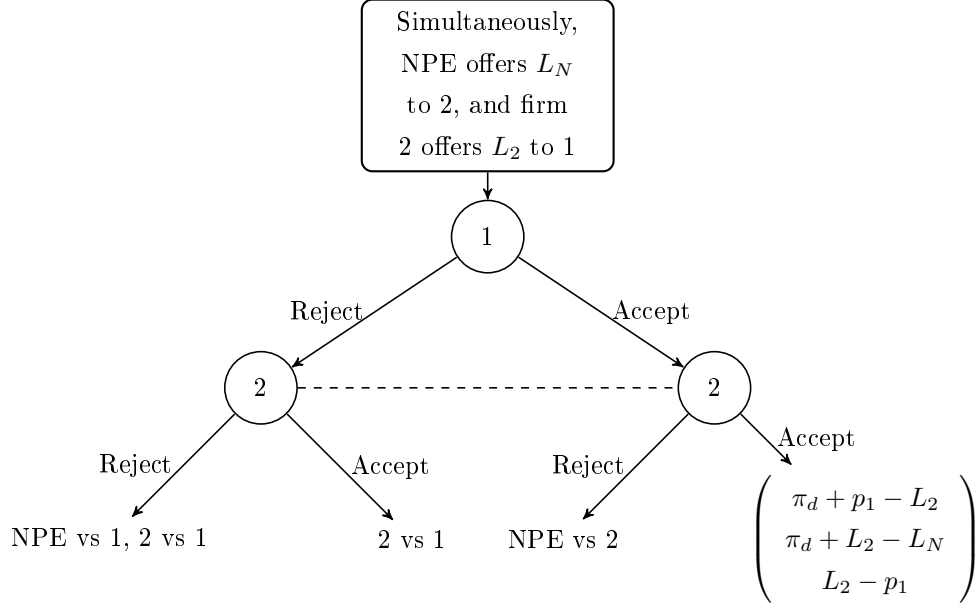 Simultaneously,
NPE offers L_N
to 2, and firm
2 offers L_2 to 1
1
Reject
Accept
2
2
Reject
Accept
Reject
Accept
NPE vs 1, 2 vs 1
2 vs 1
NPE vs 2
π_d + p_1 − L_2
π_d + L_2 − L_N
L_2 − p_1